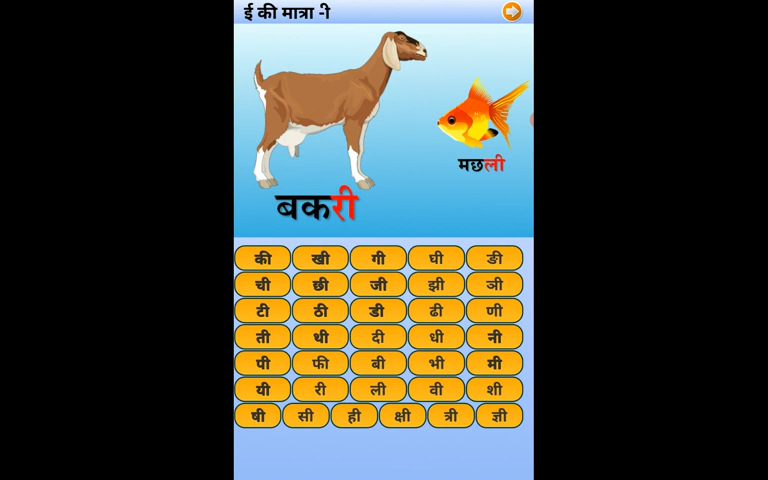 ई की मात्रा -ी
मछली
बकरी
की खी गी घी ङी
ची छी जी झी ञी
टी ठी डी ढी णी
ती थी दी धी नी
पी फी बी भी मी
यी री ली वी शी
षी सी ही क्षी त्री ज्ञी